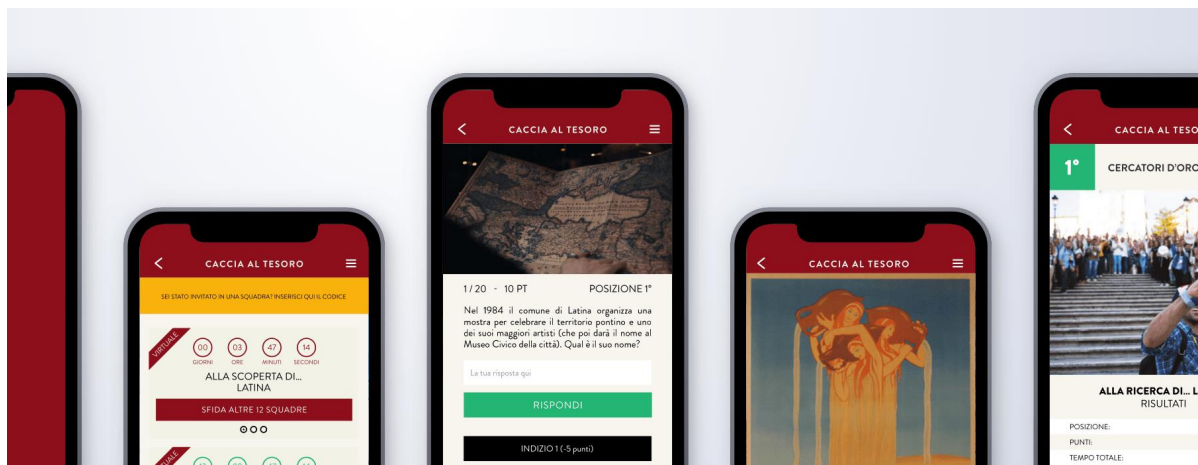 CACCIA AL TESORO
SEI STATO INVITATO IN UNA SQUADRA? INSERISCI QUI IL CODICE
VIRTUALE
00 03 47 14
GIORNI ORE MINUTI SECONDI
ALLA SCOPERTA DI...
LATINA
SFIDA ALTRE 12 SQUADRE
CACCIA AL TESORO
1 / 20 - 10 PT POSIZIONE 1°
Nel 1984 il comune di Latina organizza una
mostra per celebrare il territorio pontino e uno
dei suoi maggiori artisti (che poi darà il nome al
Museo Civico della città). Qual è il suo nome?
La tua risposta qui
RISPONDI
INDIZIO 1 (-5 punti)
CACCIA AL TESORO
CACCIA AL TESO
1° CERCATORI D'ORO
ALLA RICERCA DI... L
RISULTATI
POSIZIONE:
PUNTI:
TEMPO TOTALE: